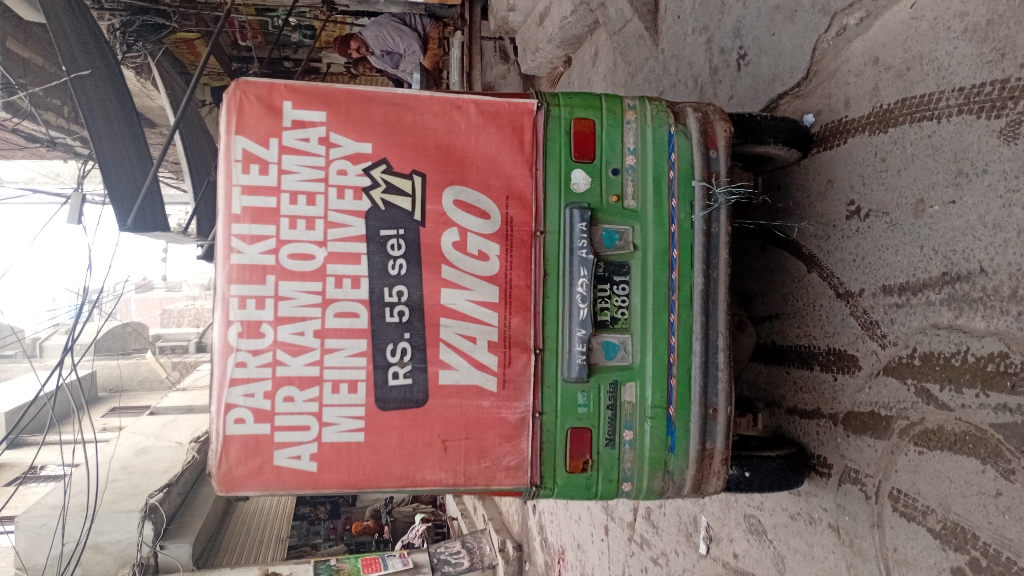 PARCEL KI TEZ
AUR KAM QEEMAT
MEIN DELIVERY
RS. 55 se!
YANGO
NEW ASIA
LEU
5861
New Asia